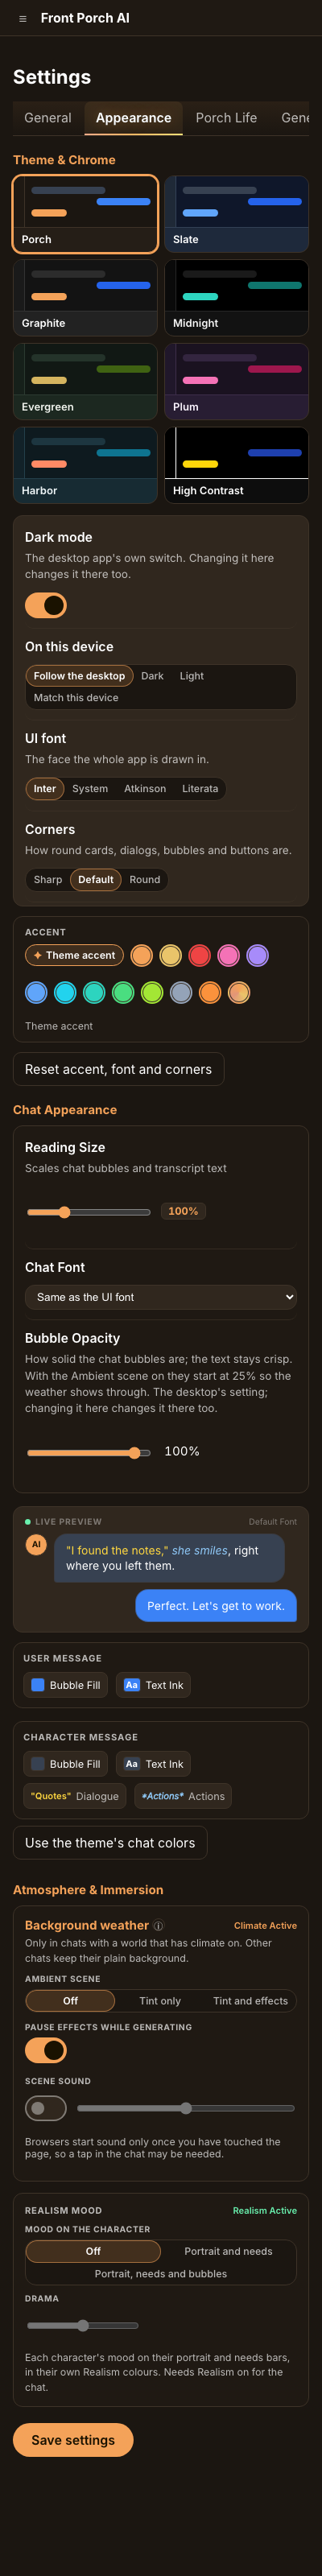 Front Porch AI
Settings
General Appearance Porch Life Gene
Theme & Chrome
Porch Slate
Graphite Midnight
Evergreen Plum
Harbor High Contrast
Dark mode
The desktop app's own switch. Changing it here
changes it there too.
On this device
Follow the desktop Dark Light
Match this device
UI font
The face the whole app is drawn in.
Inter System Atkinson Literata
Corners
How round cards, dialogs, bubbles and buttons are.
Sharp Default Round
ACCENT
Theme accent
Theme accent
Reset accent, font and corners
Chat Appearance
Reading Size
Scales chat bubbles and transcript text
100%
Chat Font
Same as the UI font
Bubble Opacity
How solid the chat bubbles are; the text stays crisp.
With the Ambient scene on they start at 25% so the
weather shows through. The desktop's setting;
changing it here changes it there too.
100%
LIVE PREVIEW Default Font
AI
"I found the notes," she smiles, right
where you left them.
Perfect. Let's get to work.
USER MESSAGE
Bubble Fill Aa Text Ink
CHARACTER MESSAGE
Bubble Fill Aa Text Ink
"Quotes" Dialogue *Actions* Actions
Use the theme's chat colors
Atmosphere & Immersion
Background weather ⓘ Climate Active
Only in chats with a world that has climate on. Other
chats keep their plain background.
AMBIENT SCENE
Off Tint only Tint and effects
PAUSE EFFECTS WHILE GENERATING
SCENE SOUND
Browsers start sound only once you have touched the
page, so a tap in the chat may be needed.
REALISM MOOD Realism Active
MOOD ON THE CHARACTER
Off Portrait and needs
Portrait, needs and bubbles
DRAMA
Each character's mood on their portrait and needs bars,
in their own Realism colours. Needs Realism on for the
chat.
Save settings